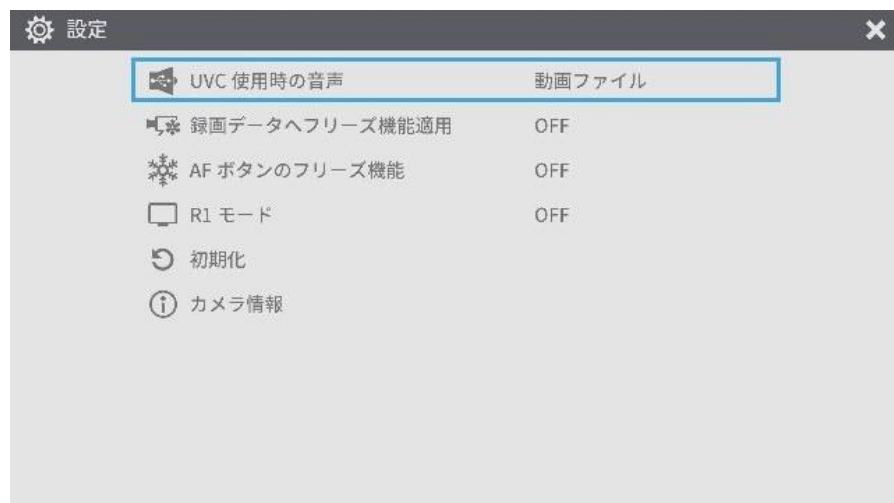 設定
UVC 使用時の音声 動画ファイル
録画データへフリーズ機能適用 OFF
AF ボタンのフリーズ機能 OFF
R1 モード OFF
初期化
カメラ情報